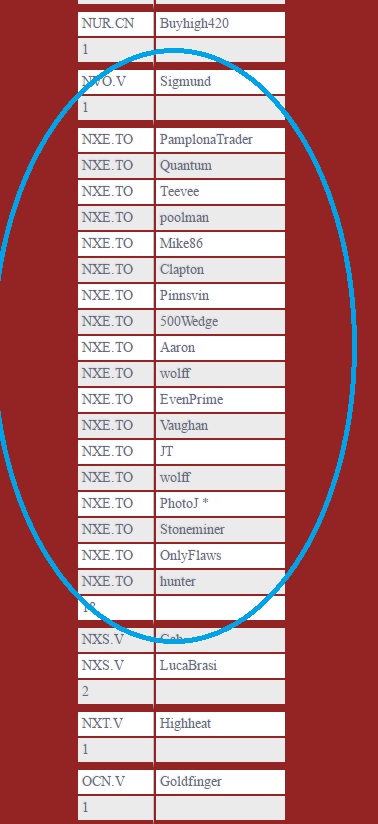 NUR.CN Buyhigh420
1
NVO.V Sigmund
1
NXE.TO PamplonaTrader
NXE.TO Quantum
NXE.TO Teevee
NXE.TO poolman
NXE.TO Mike86
NXE.TO Clapton
NXE.TO Pinnsvin
NXE.TO 500Wedge
NXE.TO Aaron
NXE.TO wolff
NXE.TO EvenPrime
NXE.TO Vaughan
NXE.TO JT
NXE.TO wolff
NXE.TO PhotoJ *
NXE.TO Stoneminer
NXE.TO OnlyFlaws
NXE.TO hunter
18
NXS.V
NXS.V LucaBrasi
2
NXT.V Highheat
1
OCN.V Goldfinger
1